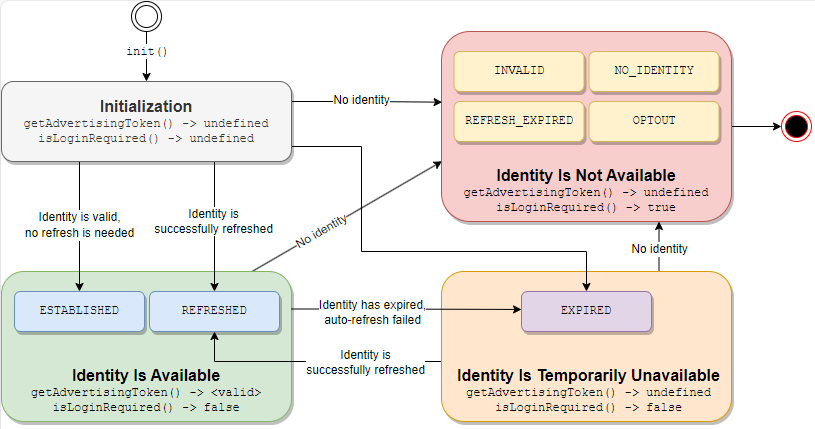 init()
Initialization
getAdvertisingToken() -> undefined
isLoginRequired() -> undefined
No identity
INVALID
NO_IDENTITY
REFRESH_EXPIRED
OPTOUT
Identity Is Not Available
getAdvertisingToken() -> undefined
isLoginRequired() -> true
Identity is valid,
no refresh is needed
Identity is
successfully refreshed
No identity
No identity
ESTABLISHED
REFRESHED
Identity Is Available
getAdvertisingToken() -> <valid>
isLoginRequired() -> false
Identity has expired,
auto-refresh failed
Identity is
successfully refreshed
EXPIRED
Identity Is Temporarily Unavailable
getAdvertisingToken() -> undefined
isLoginRequired() -> false